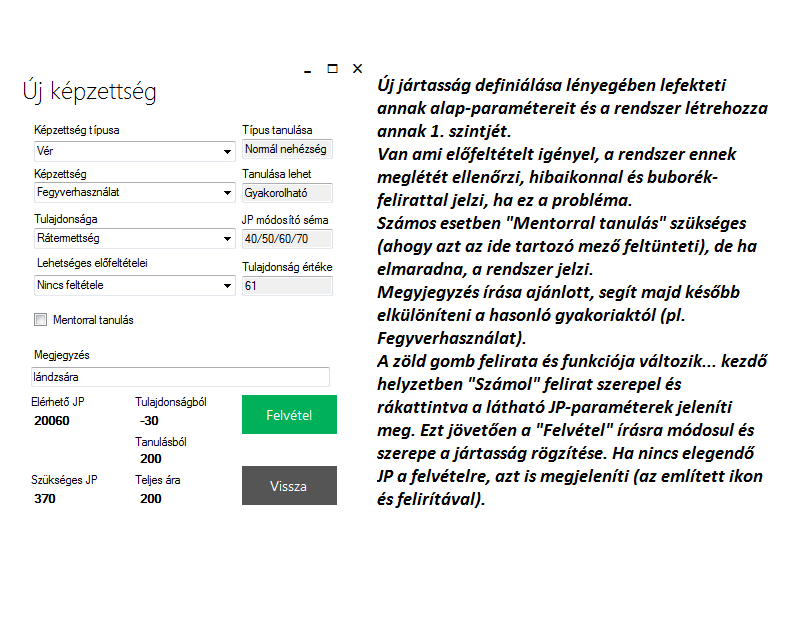 Új képzettség
Képzettség típusa
Típus tanulása
Vér
Normál nehézség
Képzettség
Tanulása lehet
Fegyverhasználat
Gyakorolható
Tulajdonsága
JP módosító séma
Rátermettség
40/50/60/70
Lehetséges előfeltételei
Tulajdonság értéke
Nincs feltétele
61
Mentorral tanulás
Megjegyzés
lándzsára
Elérhető JP
Tulajdonságból
20060
-30
Felvétel
Tanulásból
200
Szükséges JP
Teljes ára
370
200
Vissza
Új jártasság definiálása lényegében lefekteti
annak alap-paramétereit és a rendszer létrehozza
annak 1. szintjét.
Van ami előfeltételt igényel, a rendszer ennek
meglétét ellenőrzi, hibaikonnal és buborék-
felirattal jelzi, ha ez a probléma.
Számos esetben "Mentorral tanulás" szükséges
(ahogy azt az ide tartozó mező feltünteti), de ha
elmaradna, a rendszer jelzi.
Megyjegyzés írása ajánlott, segít majd később
elkülöníteni a hasonló gyakoriaktól (pl.
Fegyverhasználat).
A zöld gomb felirata és funkciója változik... kezdő
helyzetben "Számol" felirat szerepel és
rákattintva a látható JP-paraméterek jeleníti
meg. Ezt jövetően a "Felvétel" írásra módosul és
szerepe a jártasság rögzítése. Ha nincs elegendő
JP a felvételre, azt is megjeleníti (az említett ikon
és felirítával).